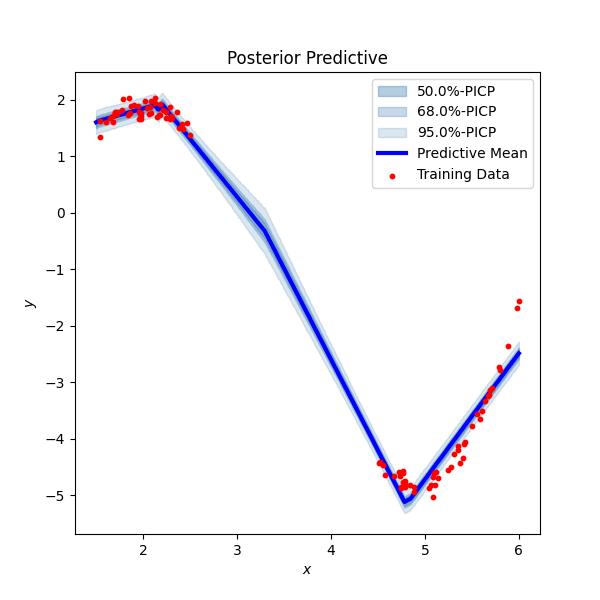 Posterior Predictive
50.0%-PICP
68.0%-PICP
95.0%-PICP
Predictive Mean
Training Data
2
1
0
−1
−2
−3
−4
−5
y
2 3 4 5 6
x